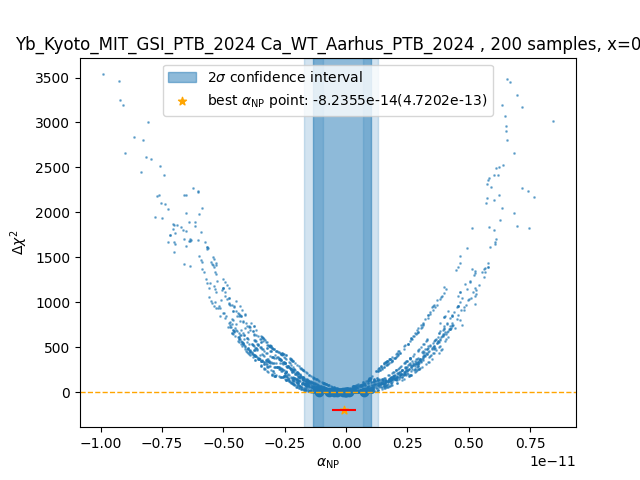 Yb_Kyoto_MIT_GSI_PTB_2024 Ca_WT_Aarhus_PTB_2024 , 200 samples, x=0
3500
3000
2500
2000
1500
1000
500
0
Δχ²
2σ confidence interval
best α_NP point: -8.2355e-14(4.7202e-13)
−1.00 −0.75 −0.50 −0.25 0.00 0.25 0.50 0.75
1e−11
α_NP